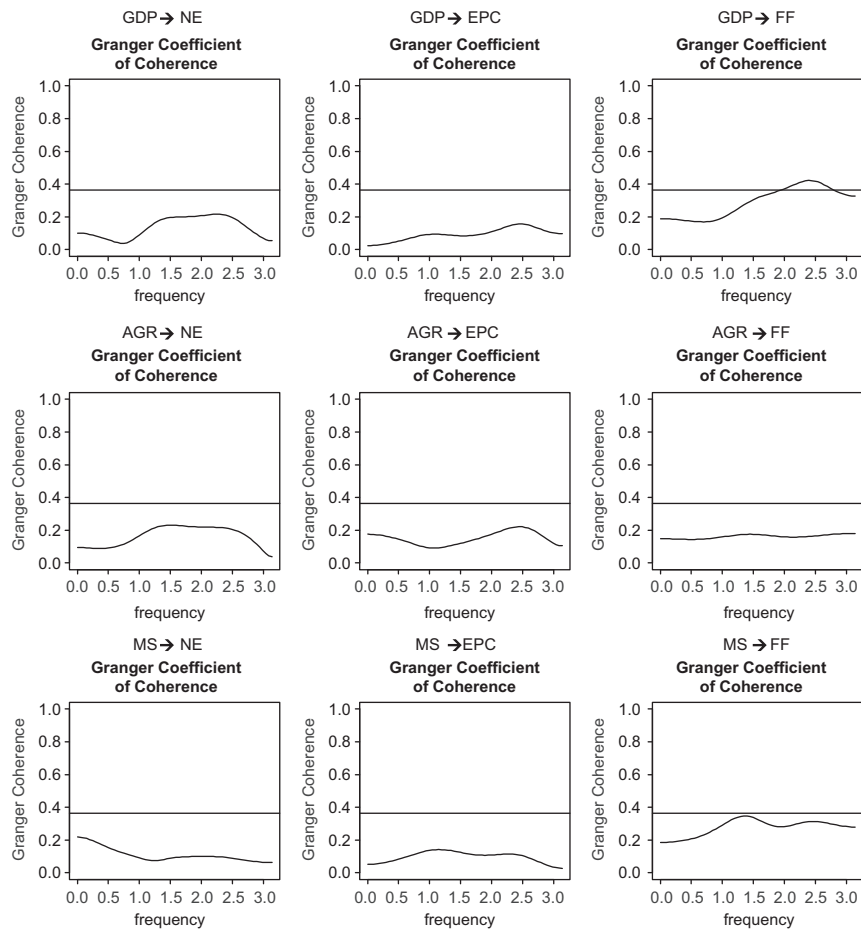 GDP → NE
Granger Coefficient
of Coherence
Granger Coherence
1.0
0.8
0.6
0.4
0.2
0.0
0.0 0.5 1.0 1.5 2.0 2.5 3.0
frequency
GDP → EPC
Granger Coefficient
of Coherence
Granger Coherence
1.0
0.8
0.6
0.4
0.2
0.0
0.0 0.5 1.0 1.5 2.0 2.5 3.0
frequency
GDP → FF
Granger Coefficient
of Coherence
Granger Coherence
1.0
0.8
0.6
0.4
0.2
0.0
0.0 0.5 1.0 1.5 2.0 2.5 3.0
frequency
AGR → NE
Granger Coefficient
of Coherence
Granger Coherence
1.0
0.8
0.6
0.4
0.2
0.0
0.0 0.5 1.0 1.5 2.0 2.5 3.0
frequency
AGR → EPC
Granger Coefficient
of Coherence
Granger Coherence
1.0
0.8
0.6
0.4
0.2
0.0
0.0 0.5 1.0 1.5 2.0 2.5 3.0
frequency
AGR → FF
Granger Coefficient
of Coherence
Granger Coherence
1.0
0.8
0.6
0.4
0.2
0.0
0.0 0.5 1.0 1.5 2.0 2.5 3.0
frequency
MS → NE
Granger Coefficient
of Coherence
Granger Coherence
1.0
0.8
0.6
0.4
0.2
0.0
0.0 0.5 1.0 1.5 2.0 2.5 3.0
frequency
MS → EPC
Granger Coefficient
of Coherence
Granger Coherence
1.0
0.8
0.6
0.4
0.2
0.0
0.0 0.5 1.0 1.5 2.0 2.5 3.0
frequency
MS → FF
Granger Coefficient
of Coherence
Granger Coherence
1.0
0.8
0.6
0.4
0.2
0.0
0.0 0.5 1.0 1.5 2.0 2.5 3.0
frequency